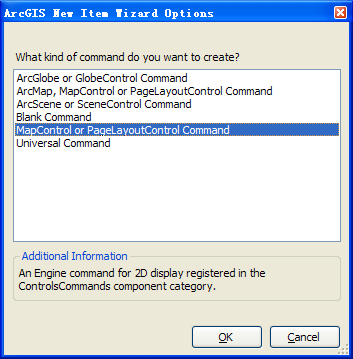 ArcGIS New Item Wizard Options
What kind of command do you want to create?
ArcGlobe or GlobeControl Command
ArcMap, MapControl or PageLayoutControl Command
ArcScene or SceneControl Command
Blank Command
MapControl or PageLayoutControl Command
Universal Command
Additional Information
An Engine command for 2D display registered in the
ControlsCommands component category.
OK
Cancel